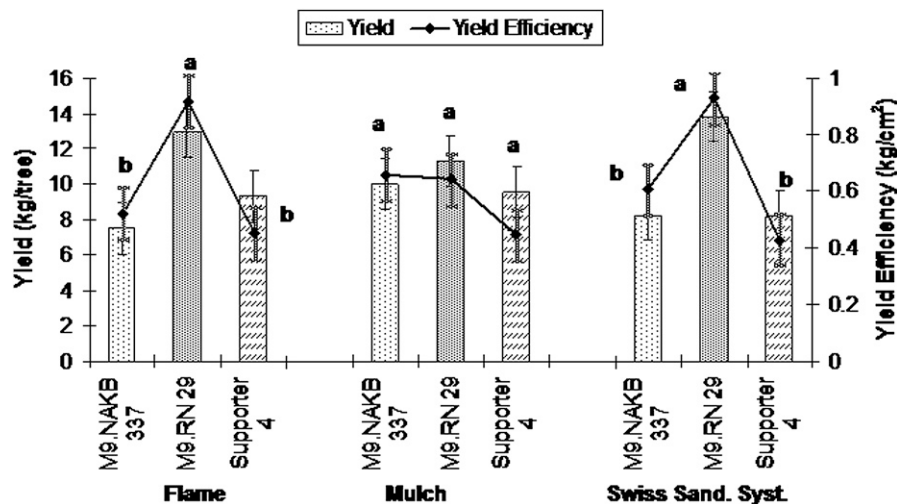 Yield Yield Efficiency
Yield (kg/tree)
16
14
12
10
8
6
4
2
0
b
a
b
a
a
a
b
a
b
1
0.8
0.6
0.4
0.2
0
Yield Efficiency (kg/cm²)
M9.NAKB
337
M9.RN 29
Supporter
4
M9.NAKB
337
M9.RN 29
Supporter
4
M9.NAKB
337
M9.RN 29
Supporter
4
Flame Mulch Swiss Sand. Syst.